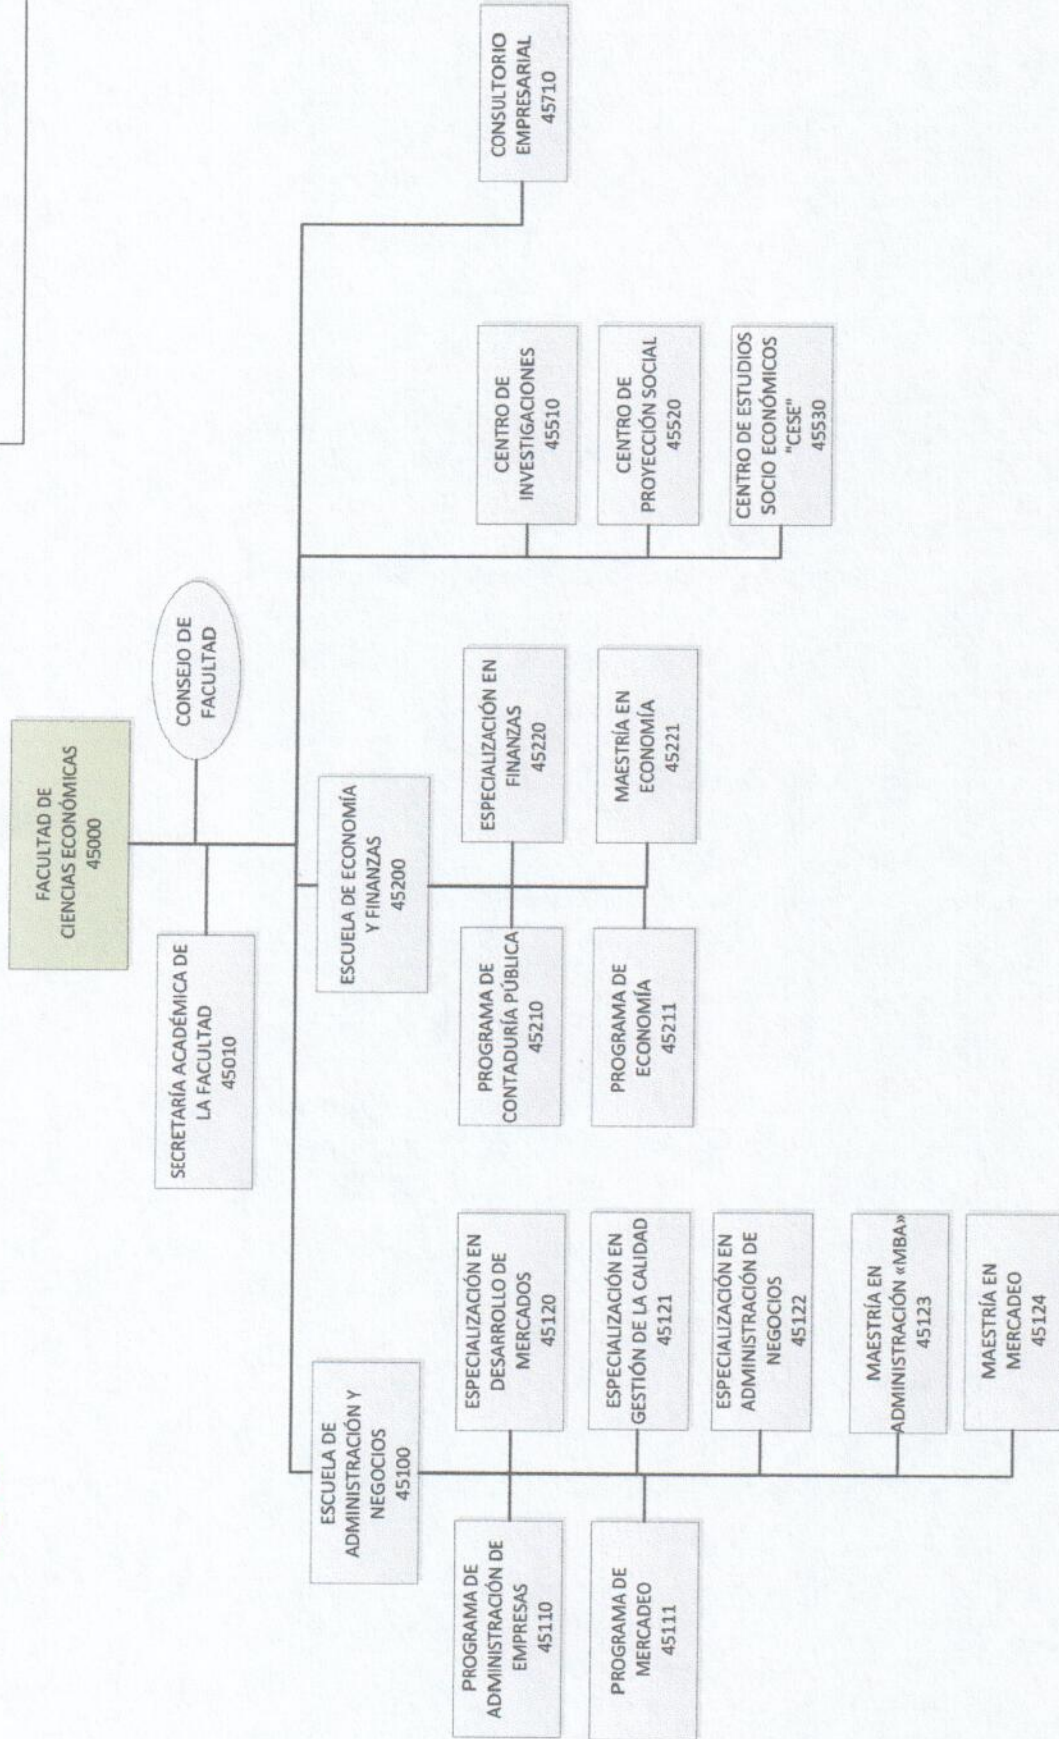 FACULTAD DE
CIENCIAS ECONÓMICAS
45000
SECRETARÍA ACADÉMICA DE
LA FACULTAD
45010
CONSEJO DE
FACULTAD
ESCUELA DE
ADMINISTRACIÓN Y
NEGOCIOS
45100
PROGRAMA DE
ADMINISTRACIÓN DE
EMPRESAS
45110
ESPECIALIZACIÓN EN
DESARROLLO DE
MERCADOS
45120
PROGRAMA DE
MERCADEO
45111
ESPECIALIZACIÓN EN
GESTIÓN DE LA CALIDAD
45121
ESPECIALIZACIÓN EN
ADMINISTRACIÓN DE
NEGOCIOS
45122
MAESTRÍA EN
ADMINISTRACIÓN «MBA»
45123
MAESTRÍA EN
MERCADEO
45124
ESCUELA DE ECONOMÍA
Y FINANZAS
45200
PROGRAMA DE
CONTADURÍA PÚBLICA
45210
ESPECIALIZACIÓN EN
FINANZAS
45220
PROGRAMA DE
ECONOMÍA
45211
MAESTRÍA EN
ECONOMÍA
45221
CENTRO DE
INVESTIGACIONES
45510
CENTRO DE
PROYECCIÓN SOCIAL
45520
CENTRO DE ESTUDIOS
SOCIO ECONÓMICOS
"CESE"
45530
CONSULTORIO
EMPRESARIAL
45710